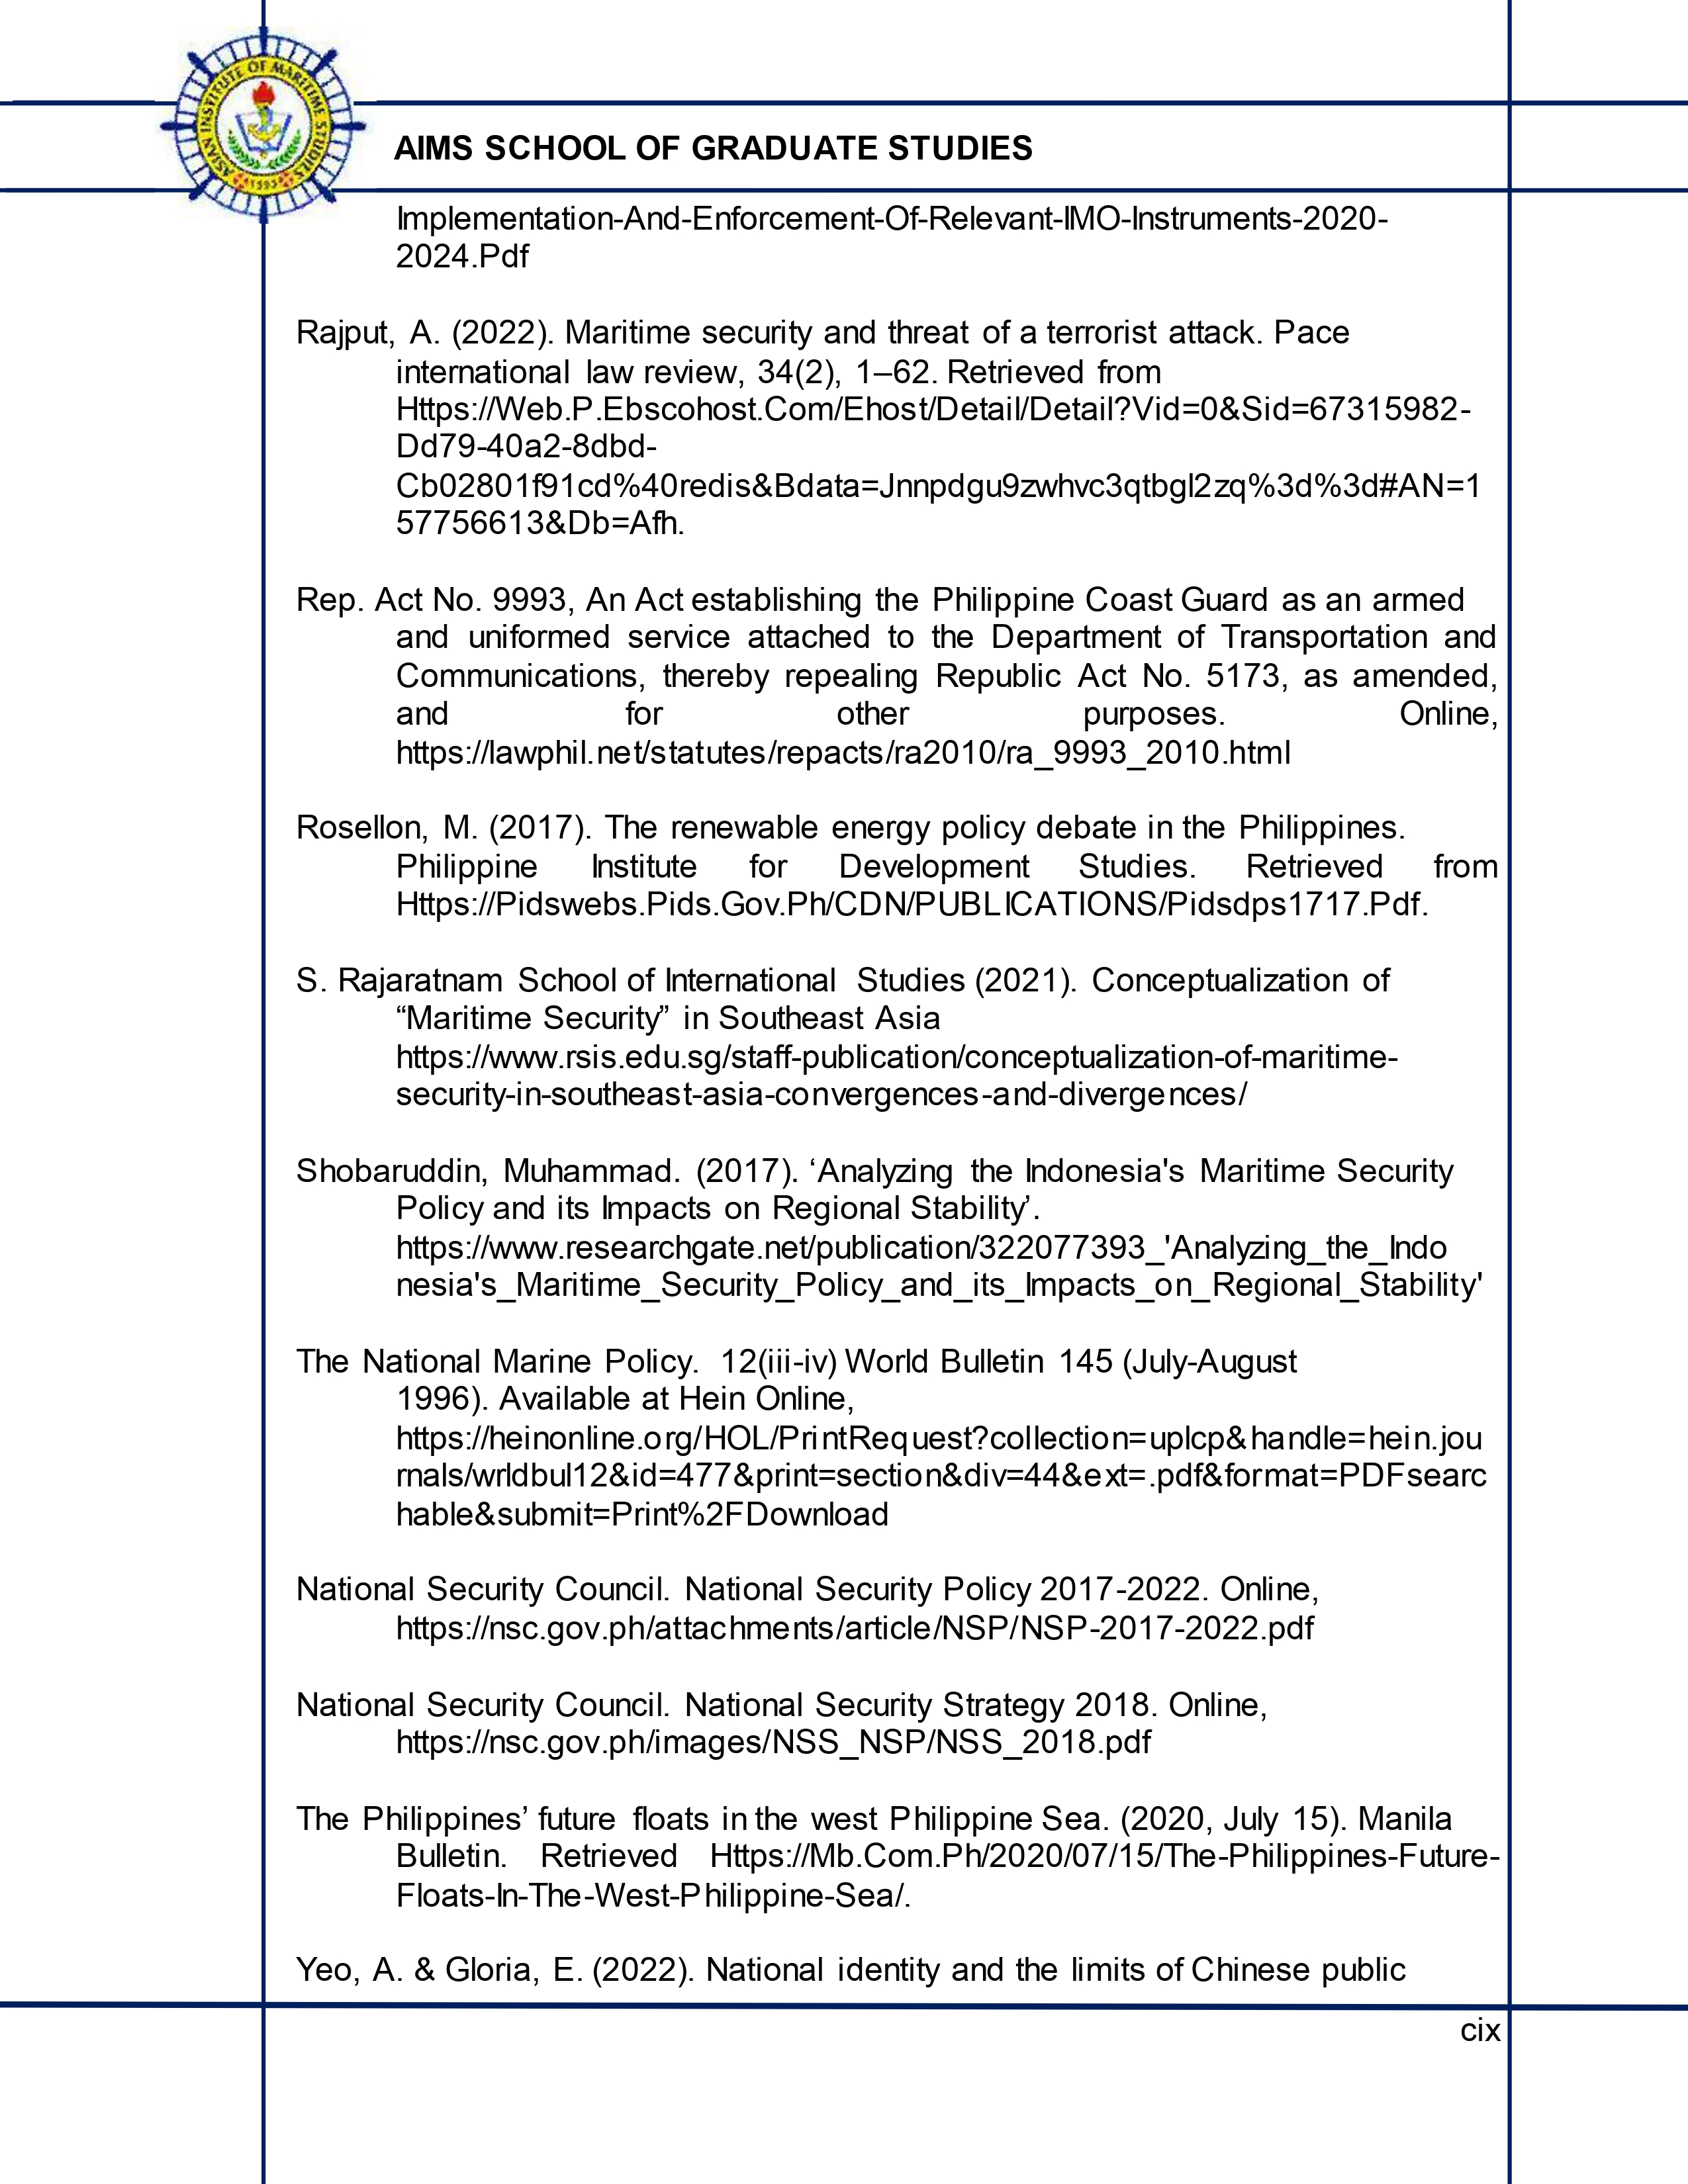 ASIAN INSTITUTE OF MARITIME STUDIES
1993
AIMS SCHOOL OF GRADUATE STUDIES
Implementation-And-Enforcement-Of-Relevant-IMO-Instruments-2020-
2024.Pdf
Rajput, A. (2022). Maritime security and threat of a terrorist attack. Pace
international law review, 34(2), 1–62. Retrieved from
Https://Web.P.Ebscohost.Com/Ehost/Detail/Detail?Vid=0&Sid=67315982-
Dd79-40a2-8dbd-
Cb02801f91cd%40redis&Bdata=Jnnpdgu9zwhvc3qtbgl2zq%3d%3d#AN=1
57756613&Db=Afh.
Rep. Act No. 9993, An Act establishing the Philippine Coast Guard as an armed
and uniformed service attached to the Department of Transportation and
Communications, thereby repealing Republic Act No. 5173, as amended,
and for other purposes. Online,
https://lawphil.net/statutes/repacts/ra2010/ra_9993_2010.html
Rosellon, M. (2017). The renewable energy policy debate in the Philippines.
Philippine Institute for Development Studies. Retrieved from
Https://Pidswebs.Pids.Gov.Ph/CDN/PUBLICATIONS/Pidsdps1717.Pdf.
S. Rajaratnam School of International Studies (2021). Conceptualization of
“Maritime Security” in Southeast Asia
https://www.rsis.edu.sg/staff-publication/conceptualization-of-maritime-
security-in-southeast-asia-convergences-and-divergences/
Shobaruddin, Muhammad. (2017). ‘Analyzing the Indonesia's Maritime Security
Policy and its Impacts on Regional Stability’.
https://www.researchgate.net/publication/322077393_'Analyzing_the_Indo
nesia's_Maritime_Security_Policy_and_its_Impacts_on_Regional_Stability'
The National Marine Policy. 12(iii-iv) World Bulletin 145 (July-August
1996). Available at Hein Online,
https://heinonline.org/HOL/PrintRequest?collection=uplcp&handle=hein.jou
rnals/wrldbul12&id=477&print=section&div=44&ext=.pdf&format=PDFsearc
hable&submit=Print%2FDownload
National Security Council. National Security Policy 2017-2022. Online,
https://nsc.gov.ph/attachments/article/NSP/NSP-2017-2022.pdf
National Security Council. National Security Strategy 2018. Online,
https://nsc.gov.ph/images/NSS_NSP/NSS_2018.pdf
The Philippines’ future floats in the west Philippine Sea. (2020, July 15). Manila
Bulletin. Retrieved Https://Mb.Com.Ph/2020/07/15/The-Philippines-Future-
Floats-In-The-West-Philippine-Sea/.
Yeo, A. & Gloria, E. (2022). National identity and the limits of Chinese public
cix